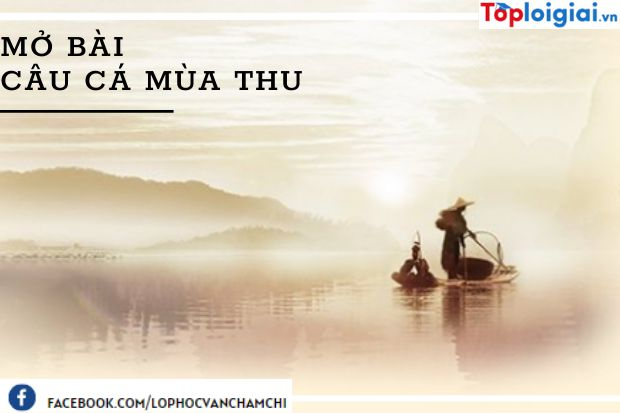 Toploigiai.vn
MỞ BÀI
CÂU CÁ MÙA THU
FACEBOOK.COM/LOPHOCVANCHAMCHI